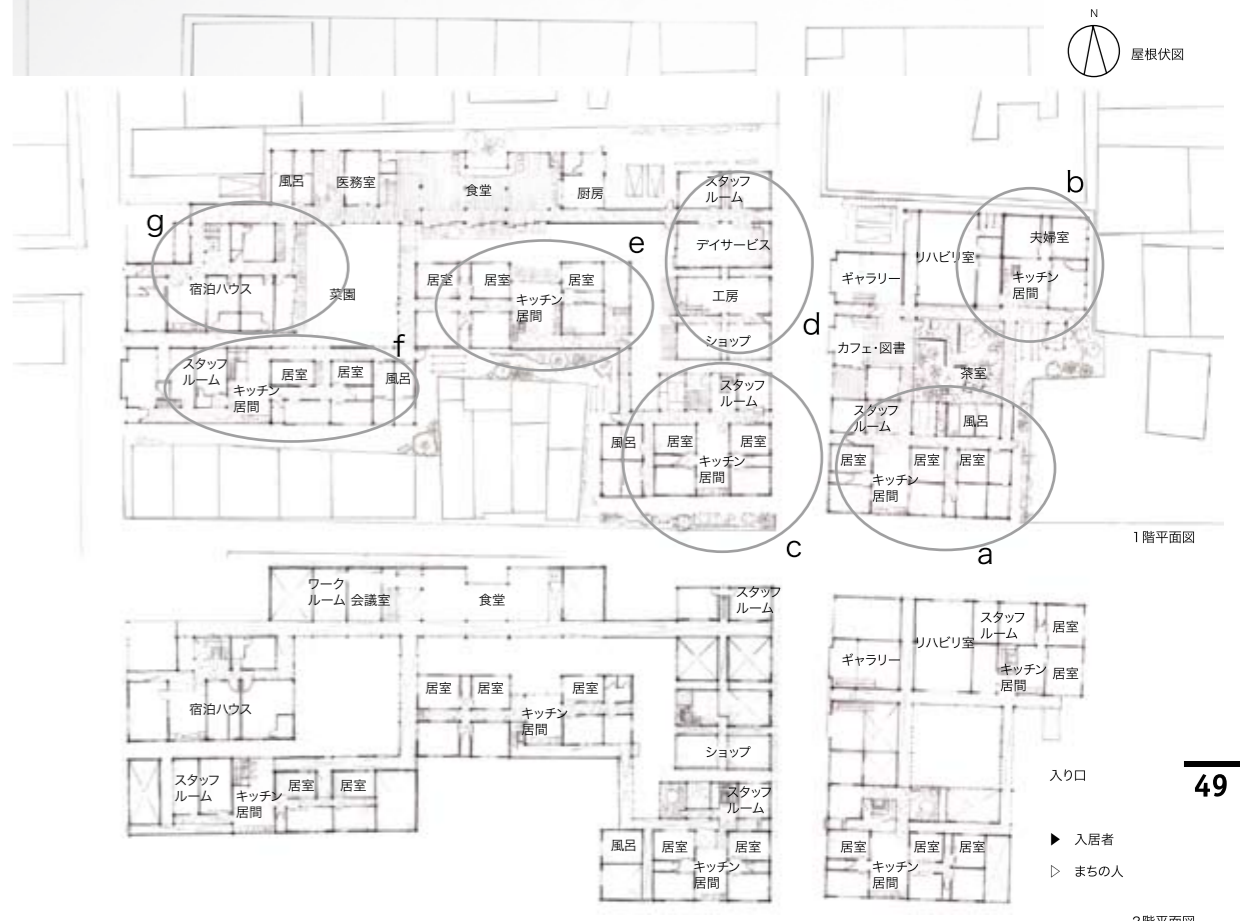 N
屋根伏図
風呂
医務室
食堂
厨房
スタッフ
ルーム
b
g
e
デイサービス
リハビリ室
夫婦室
ギャラリー
キッチン
居間
宿泊ハウス
菜園
居室
居室
居室
キッチン
居間
工房
d
ショップ
カフェ・図書
f
スタッフ
ルーム
キッチン
居間
居室
居室
風呂
茶室
スタッフ
ルーム
スタッフ
ルーム
風呂
風呂
居室
居室
キッチン
居間
居室
居室
居室
キッチン
居間
1階平面図
c
a
ワーク
ルーム
会議室
食堂
スタッフ
ルーム
スタッフ
ルーム
居室
リハビリ室
ギャラリー
キッチン
居間
居室
宿泊ハウス
居室
居室
居室
キッチン
居間
ショップ
スタッフ
ルーム
キッチン
居間
居室
居室
スタッフ
ルーム
入り口
49
風呂
居室
居室
キッチン
居間
居室
居室
居室
キッチン
居間
入居者
まちの人
2階平面図